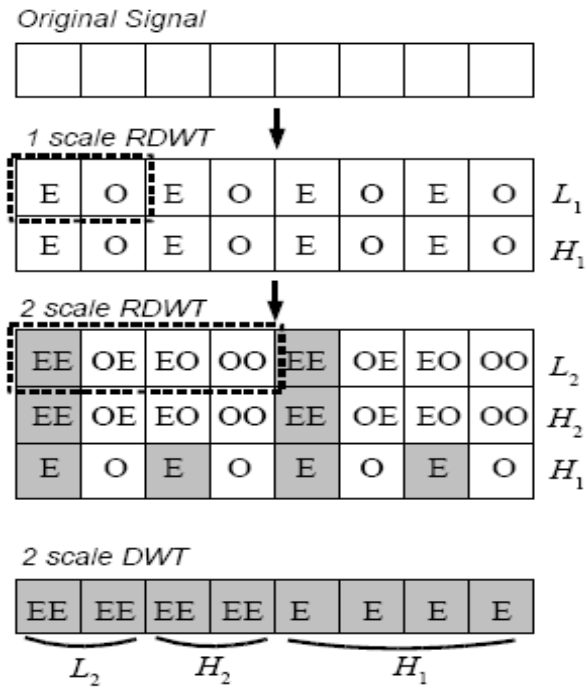 Original Signal
1 scale RDWT
E O E O E O E O L₁
E O E O E O E O H₁
2 scale RDWT
EE OE EO OO EE OE EO OO L₂
EE OE EO OO EE OE EO OO H₂
E O E O E O E O H₁
2 scale DWT
EE EE EE EE E E E E
L₂ H₂ H₁